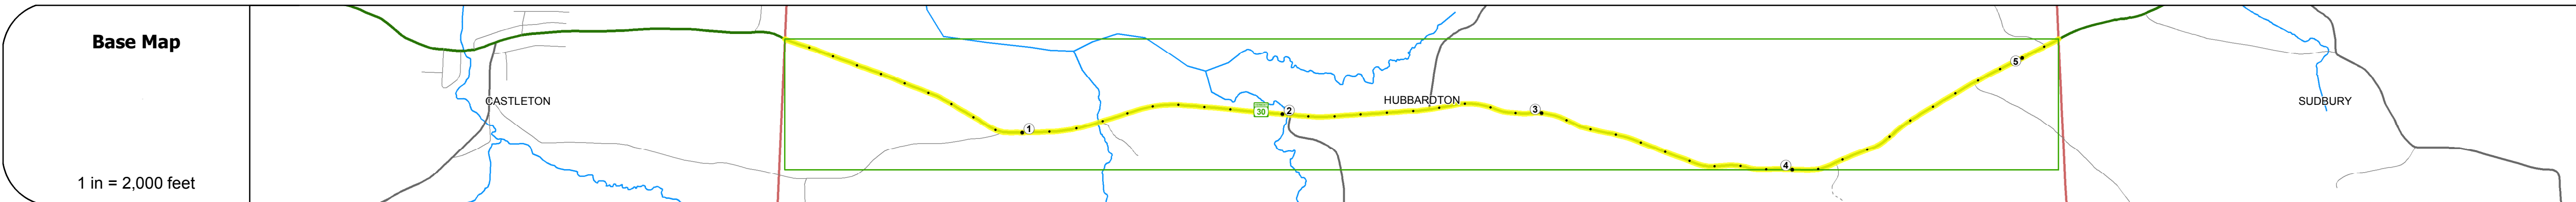 Base Map
1 in = 2,000 feet
CASTLETON
1
30
2
HUBBARDTON
3
4
5
SUDBURY